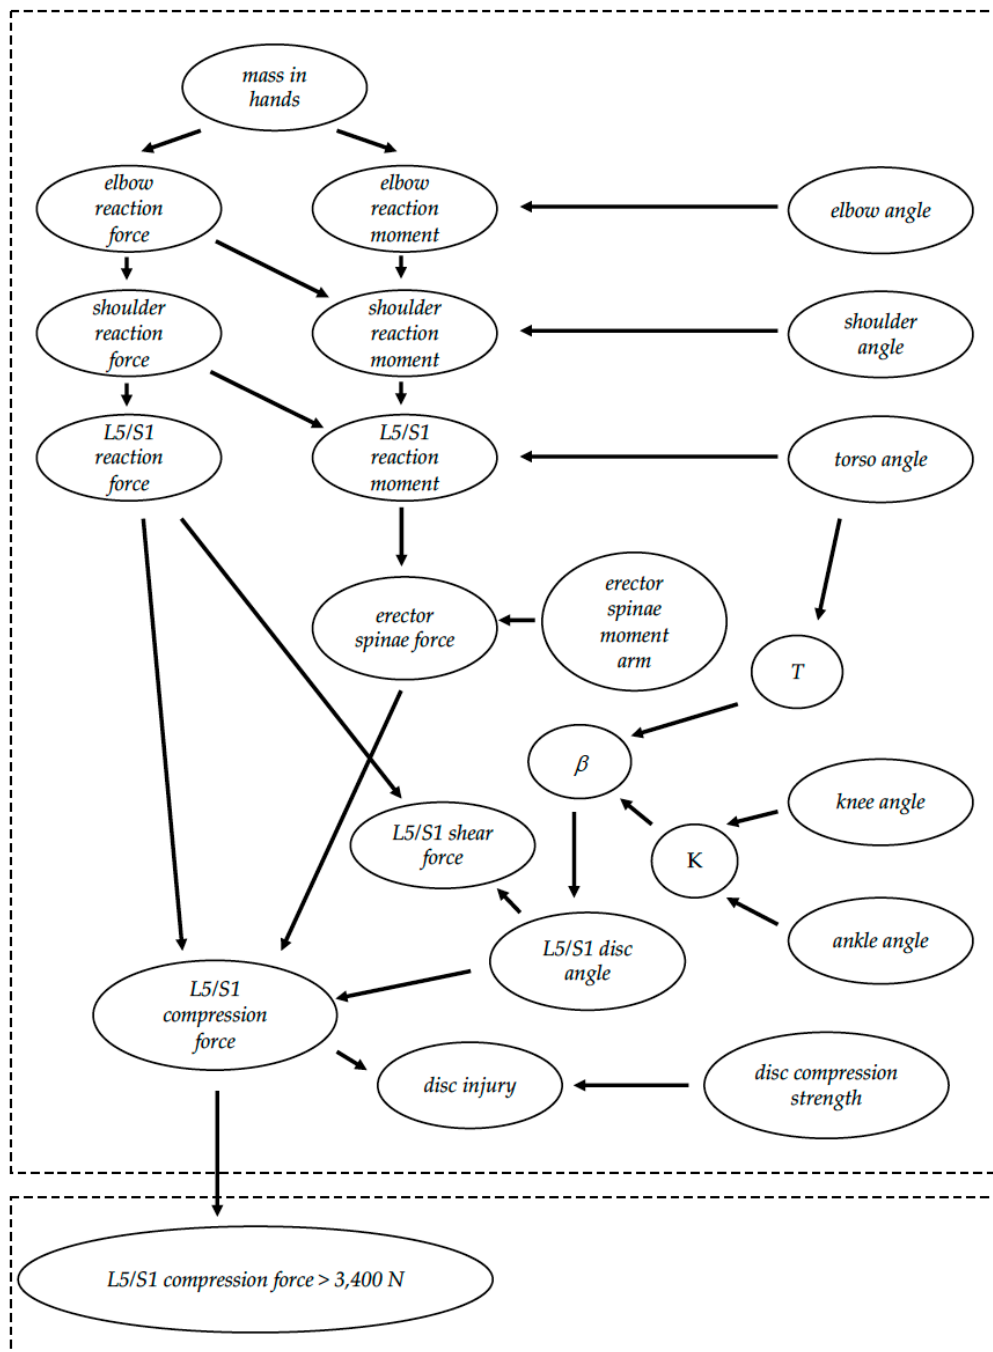 mass in
hands
elbow
reaction
force
elbow
reaction
moment
elbow angle
shoulder
reaction
force
shoulder
reaction
moment
shoulder
angle
L5/S1
reaction
force
L5/S1
reaction
moment
torso angle
erector
spinae force
erector
spinae
moment
arm
T
β
knee angle
L5/S1 shear
force
K
ankle angle
L5/S1 disc
angle
L5/S1
compression
force
disc injury
disc compression
strength
L5/S1 compression force > 3,400 N